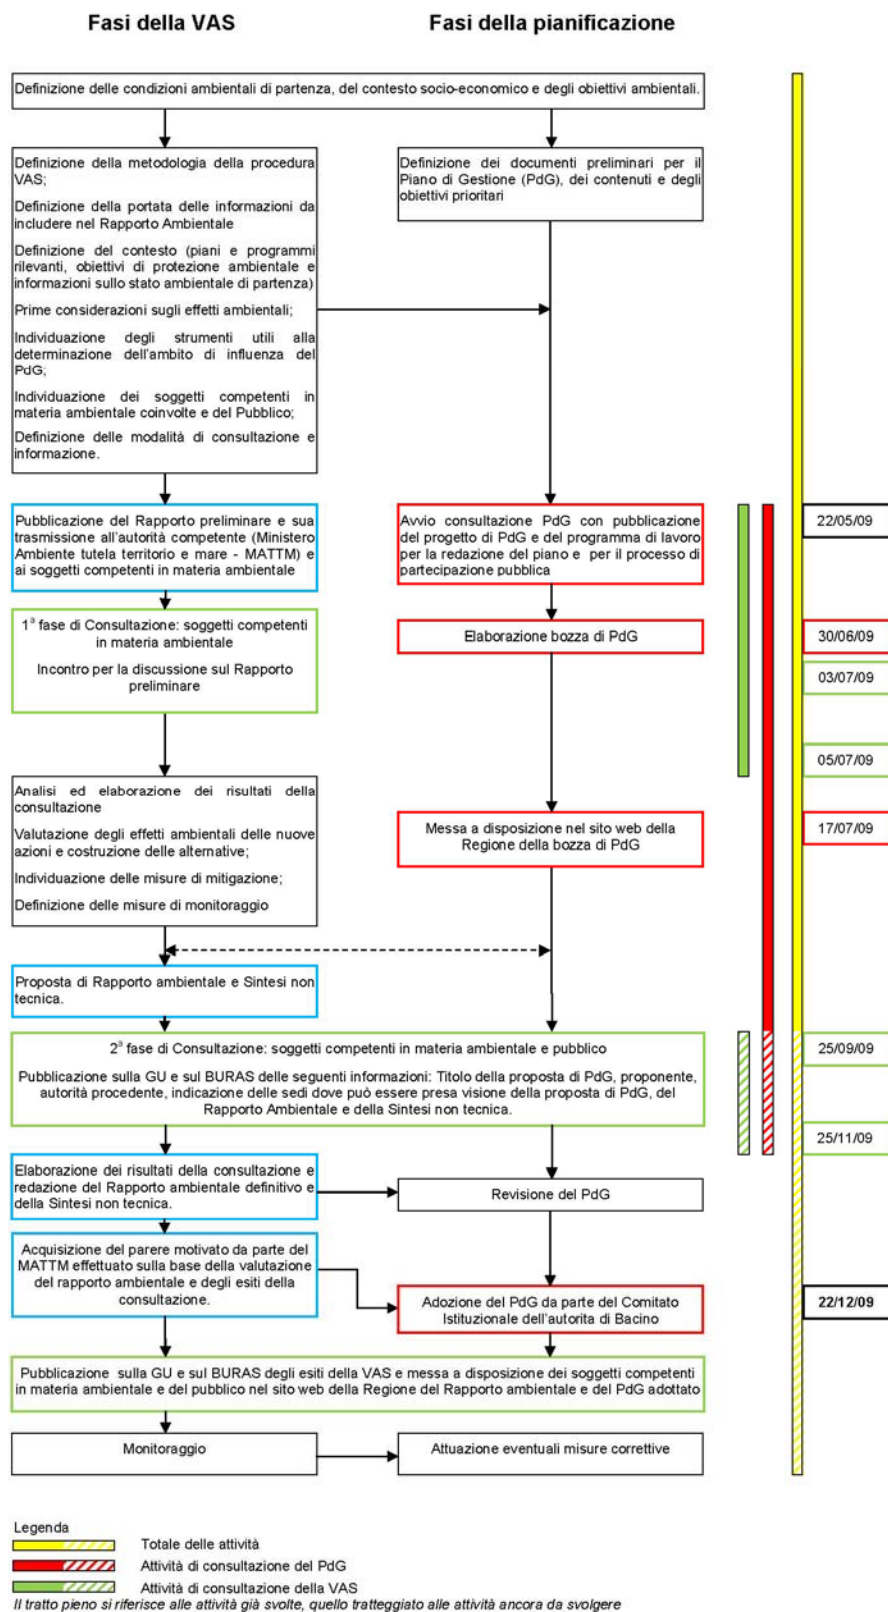 Fasi della VAS
Fasi della pianificazione
Definizione delle condizioni ambientali di partenza, del contesto socio-economico e degli obiettivi ambientali.
Definizione della metodologia della procedura
VAS;
Definizione della portata delle informazioni da
includere nel Rapporto Ambientale
Definizione del contesto (piani e programmi
rilevanti, obiettivi di protezione ambientale e
informazioni sullo stato ambientale di partenza)
Prime considerazioni sugli effetti ambientali;
Individuazione degli strumenti utili alla
determinazione dell'ambito di influenza del
PdG;
Individuazione dei soggetti competenti in
materia ambientale coinvolte e del Pubblico;
Definizione delle modalità di consultazione e
informazione.
Definizione dei documenti preliminari per il
Piano di Gestione (PdG), dei contenuti e degli
obiettivi prioritari
Pubblicazione del Rapporto preliminare e sua
trasmissione all'autorità competente (Ministero
Ambiente tutela territorio e mare - MATTM) e
ai soggetti competenti in materia ambientale
Avvio consultazione PdG con pubblicazione
del progetto di PdG e del programma di lavoro
per la redazione del piano e per il processo di
partecipazione pubblica
22/05/09
1ª fase di Consultazione: soggetti competenti
in materia ambientale
Incontro per la discussione sul Rapporto
preliminare
Elaborazione bozza di PdG
30/06/09
03/07/09
05/07/09
Analisi ed elaborazione dei risultati della
consultazione
Valutazione degli effetti ambientali delle nuove
azioni e costruzione delle alternative;
Individuazione delle misure di mitigazione;
Definizione delle misure di monitoraggio
Messa a disposizione nel sito web della
Regione della bozza di PdG
17/07/09
Proposta di Rapporto ambientale e Sintesi non
tecnica.
2ª fase di Consultazione: soggetti competenti in materia ambientale e pubblico
Pubblicazione sulla GU e sul BURAS delle seguenti informazioni: Titolo della proposta di PdG, proponente,
autorità procedente, indicazione delle sedi dove può essere presa visione della proposta di PdG, del
Rapporto Ambientale e della Sintesi non tecnica.
25/09/09
25/11/09
Elaborazione dei risultati della consultazione e
redazione del Rapporto ambientale definitivo e
della Sintesi non tecnica.
Revisione del PdG
Acquisizione del parere motivato da parte del
MATTM effettuato sulla base della valutazione
del rapporto ambientale e degli esiti della
consultazione.
Adozione del PdG da parte del Comitato
Istituzionale dell'autorita di Bacino
22/12/09
Pubblicazione sulla GU e sul BURAS degli esiti della VAS e messa a disposizione dei soggetti competenti
in materia ambientale e del pubblico nel sito web della Regione del Rapporto ambientale e del PdG adottato
Monitoraggio
Attuazione eventuali misure correttive
Legenda
Totale delle attività
Attività di consultazione del PdG
Attività di consultazione della VAS
Il tratto pieno si riferisce alle attività già svolte, quello tratteggiato alle attività ancora da svolgere